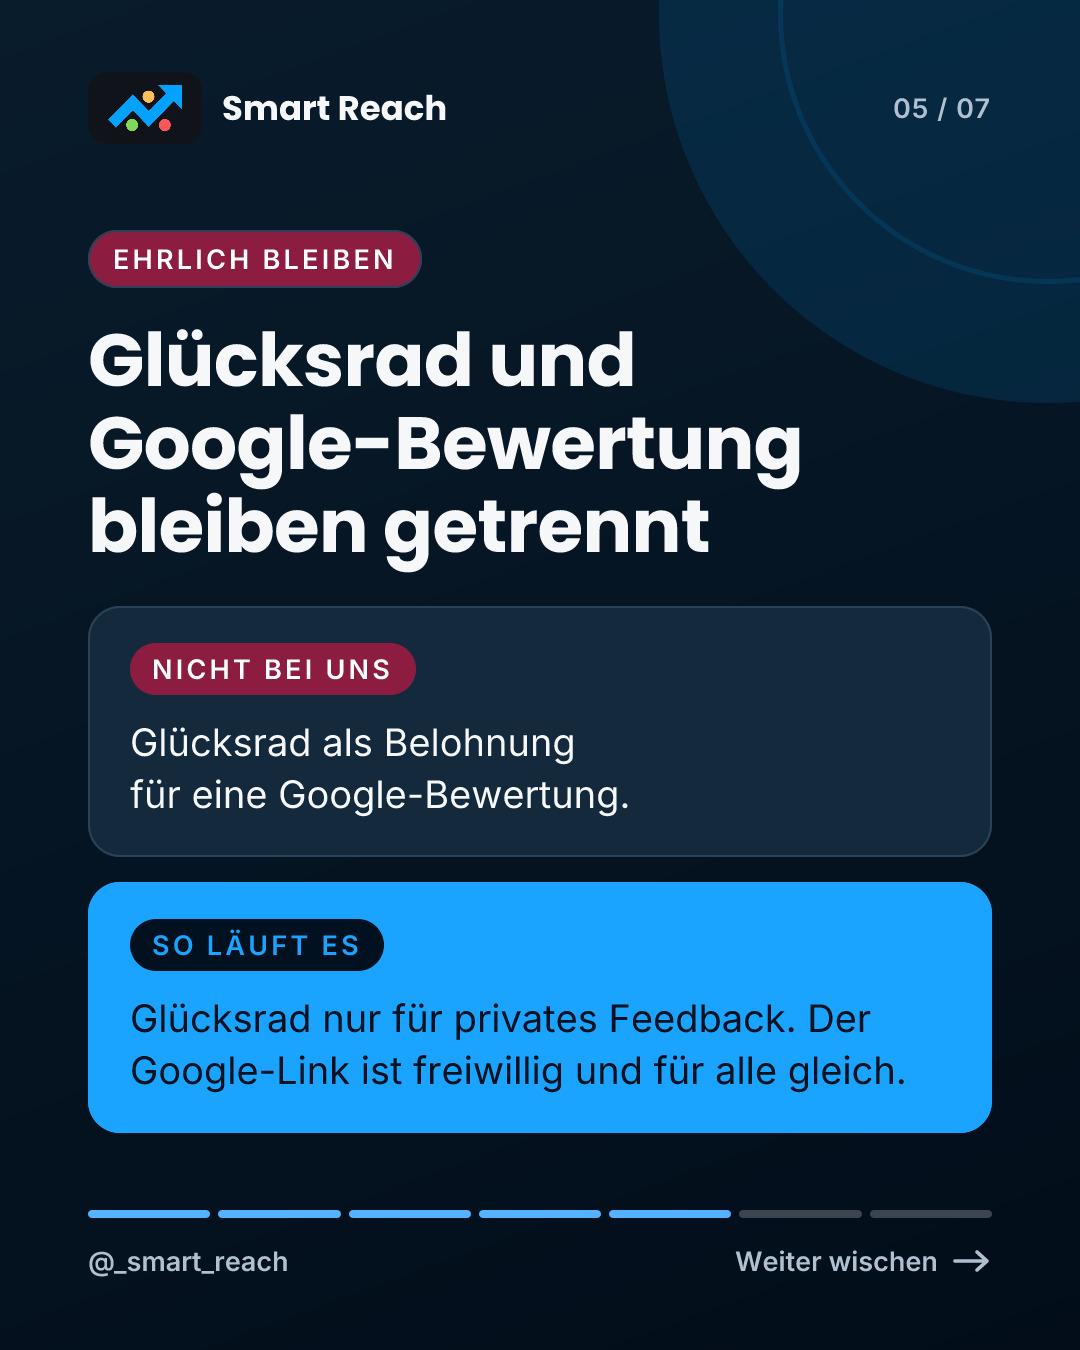 Smart Reach
05 / 07
EHRLICH BLEIBEN
Glücksrad und
Google-Bewertung
bleiben getrennt
NICHT BEI UNS
Glücksrad als Belohnung
für eine Google-Bewertung.
SO LÄUFT ES
Glücksrad nur für privates Feedback. Der
Google-Link ist freiwillig und für alle gleich.
@_smart_reach
Weiter wischen →